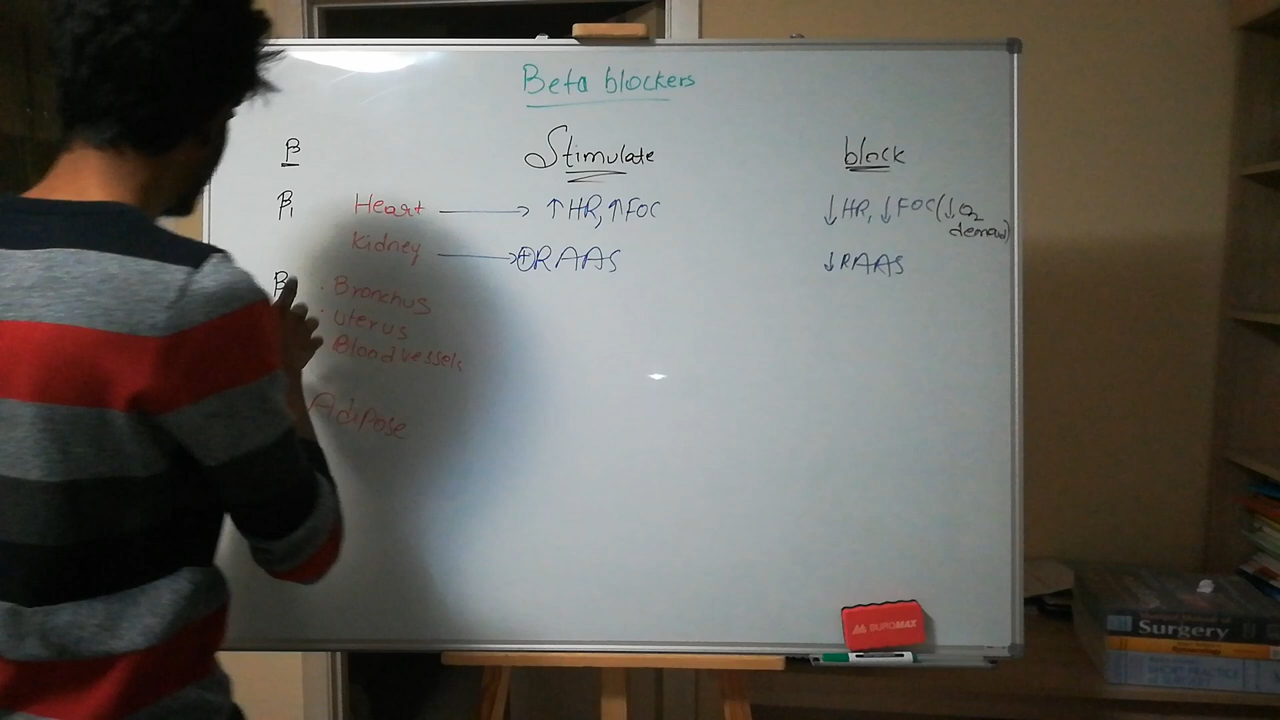 Beta blockers
β Stimulate block
β₁ Heart → ↑HR, ↑FOC ↓HR, ↓FOC(↓O₂ demand)
Kidney → ⊕RAAS ↓RAAS
β · Bronchus
· Uterus
· Blood vessels
Adipose
BUROMAX
Surgery